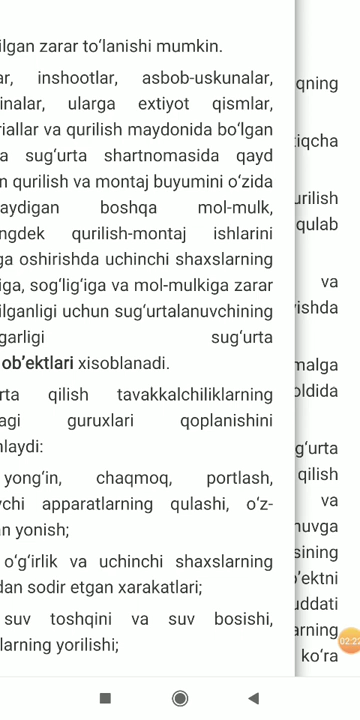 ilgan zarar to‘lanishi mumkin.
ar, inshootlar, asbob-uskunalar,
inalar, ularga extiyot qismlar,
riallar va qurilish maydonida bo‘lgan
a sug‘urta shartnomasida qayd
n qurilish va montaj buyumini o‘zida
aydigan boshqa mol-mulk,
ngdek qurilish-montaj ishlarini
ga oshirishda uchinchi shaxslarning
iga, sog‘lig‘iga va mol-mulkiga zarar
ilganligi uchun sug‘urtalanuvchining
garligi sug‘urta
ob’ektlari xisoblanadi.
rta qilish tavakkalchiliklarning
agi guruxlari qoplanishini
nlaydi:
yong‘in, chaqmoq, portlash,
vchi apparatlarning qulashi, o‘z-
n yonish;
o‘g‘irlik va uchinchi shaxslarning
dan sodir etgan xarakatlari;
suv toshqini va suv bosishi,
larning yorilishi;
qning
tiqcha
urilish
qulab
va
ishda
malga
oldida
g‘urta
qilish
va
nuvga
sining
o‘ektni
uddati
arning
ko‘ra
02:22